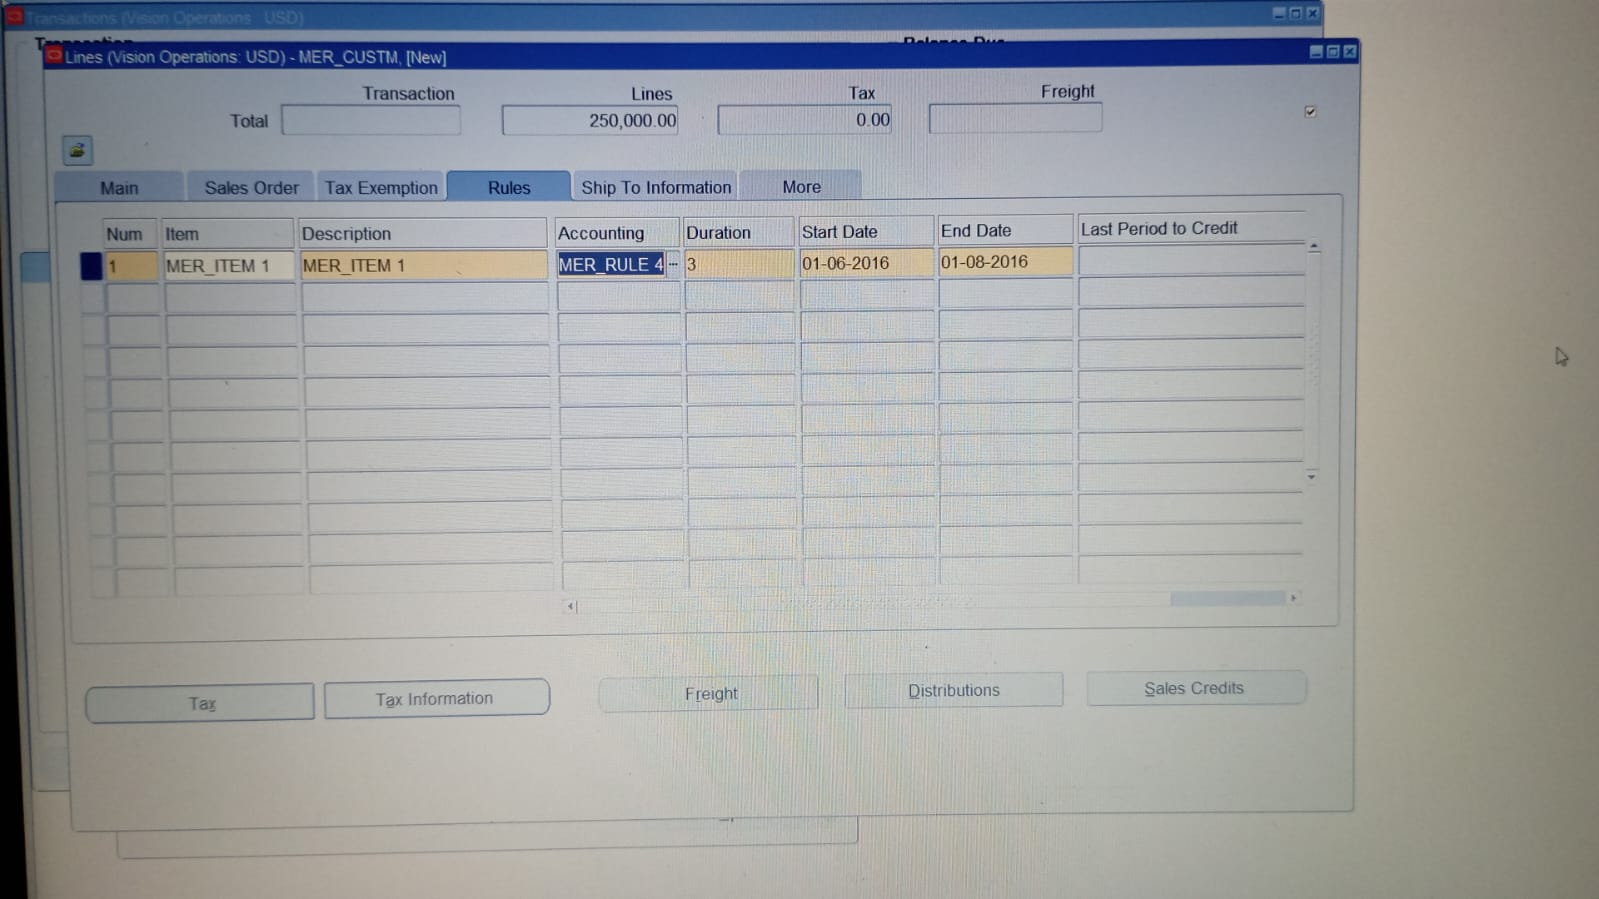 Transactions (Vision Operations USD)
Transaction
Balance Due
Lines (Vision Operations: USD) - MER_CUSTM, [New]
Transaction Lines Tax Freight
Total 250,000.00 0.00
Main Sales Order Tax Exemption Rules Ship To Information More
Num Item Description Accounting Duration Start Date End Date Last Period to Credit
1 MER_ITEM 1 MER_ITEM 1 MER_RULE 4 ... 3 01-06-2016 01-08-2016
Tax Tax Information Freight Distributions Sales Credits